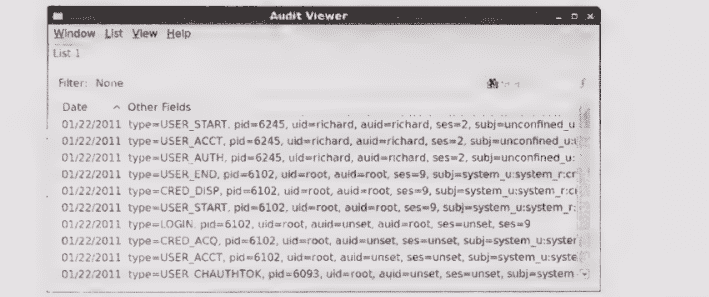 Audit Viewer
Window List View Help
List 1
Filter: None
Date Other Fields
01/22/2011 type=USER_START, pid=6245, uid=richard, auid=richard, ses=2, subj=unconfined_u
01/22/2011 type=USER_ACCT, pid=6245, uid=richard, auid=richard, ses=2, subj=unconfined_u:
01/22/2011 type=USER_AUTH, pid=6245, uid=richard, auid=richard, ses=2, subj=unconfined_u:
01/22/2011 type=USER_END, pid=6102, uid=root, auid=root, ses=9, subj=system_u:system_r:cr
01/22/2011 type=CRED_DISP, pid=6102, uid=root, auid=root, ses=9, subj=system_u:system_r:cr
01/22/2011 type=USER_START, pid=6102, uid=root, auid=root, ses=9, subj=system_u:system_r:
01/22/2011 type=LOGIN, pid=6102, uid=root, auid=unset, auid=root, ses=unset, ses=9
01/22/2011 type=CRED_ACQ, pid=6102, uid=root, auid=unset, ses=unset, subj=system_u:system
01/22/2011 type=USER_ACCT, pid=6102, uid=root, auid=unset, ses=unset, subj=system_u:syste
01/22/2011 type=USER_CHAUTHTOK, pid=6093, uid=root, auid=unset, ses=unset, subj=system